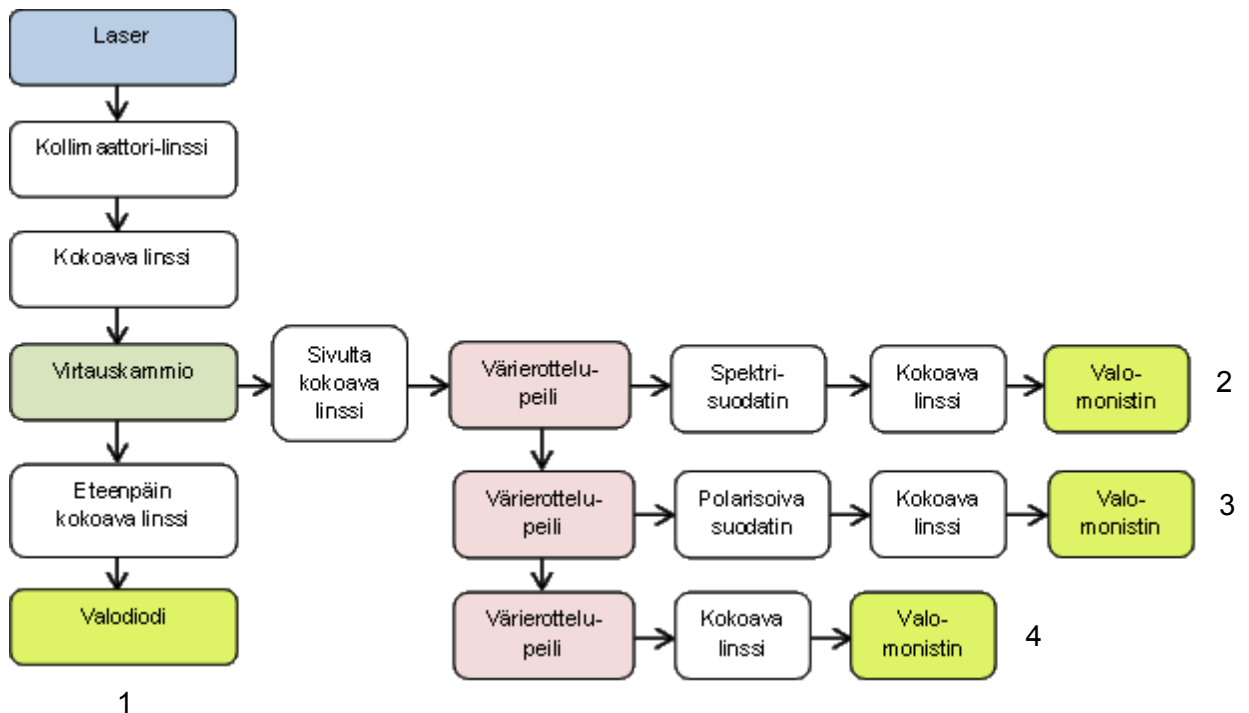 Laser
Kollimaattori-linssi
Kokoava linssi
Virtauskammio
Sivulta
kokoava
linssi
Värierottelu-
peili
Spektri-
suodatin
Kokoava
linssi
Valo-
monistin
2
Eteenpäin
kokoava linssi
Värierottelu-
peili
Polarisoiva
suodatin
Kokoava
linssi
Valo-
monistin
3
Valodiodi
Värierottelu-
peili
Kokoava
linssi
Valo-
monistin
4
1